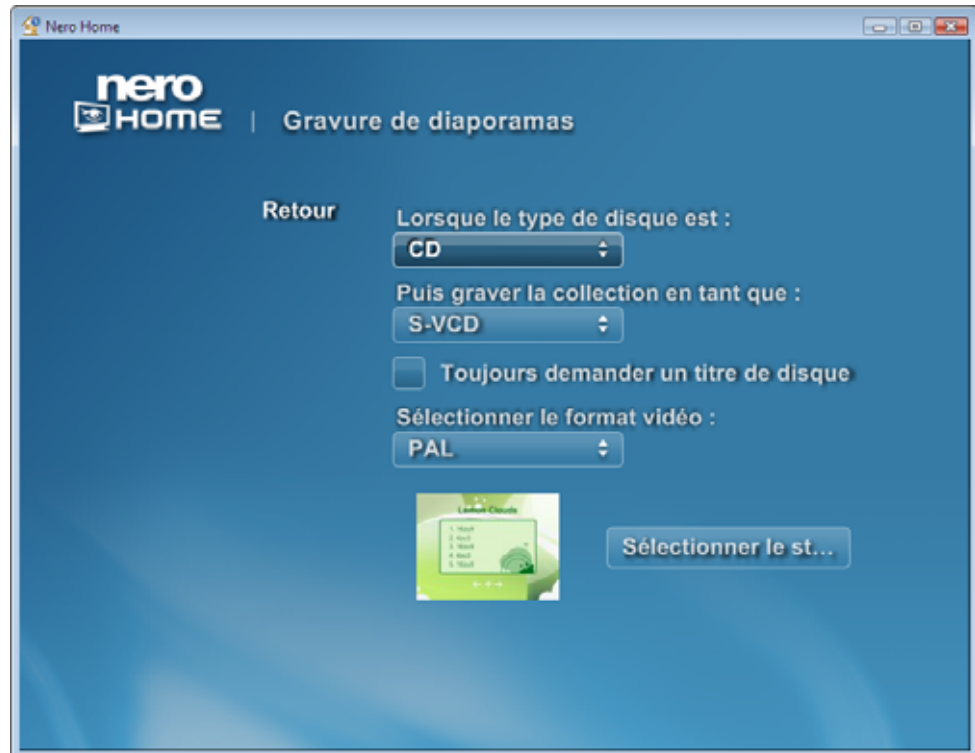 Nero Home
nero
HOME | Gravure de diaporamas
Retour
Lorsque le type de disque est :
CD
Puis graver la collection en tant que :
S-VCD
Toujours demander un titre de disque
Sélectionner le format vidéo :
PAL
Lemon Clouds
Sélectionner le st...